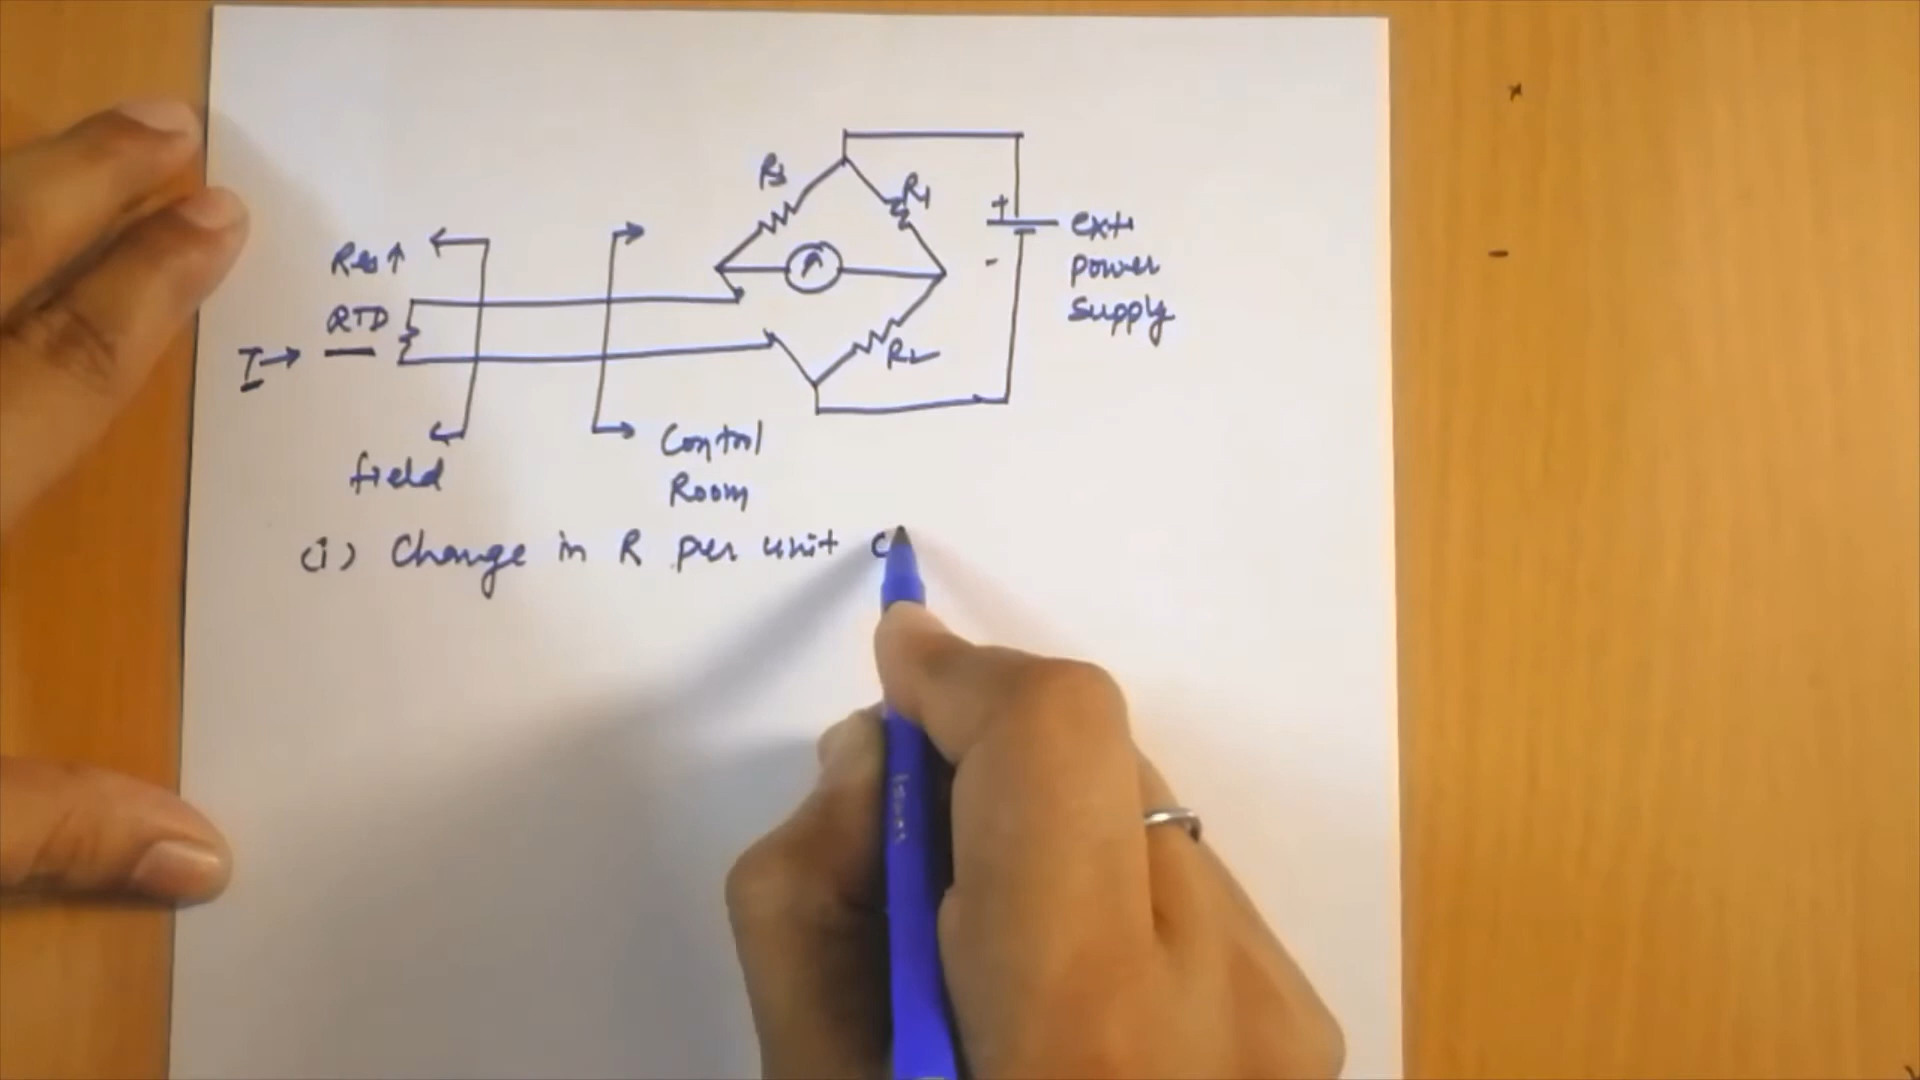 R3
R1
+
ext
Res↑
-
power
RTD
supply
I→
R2
Control
field
Room
(i) Change in R per unit c